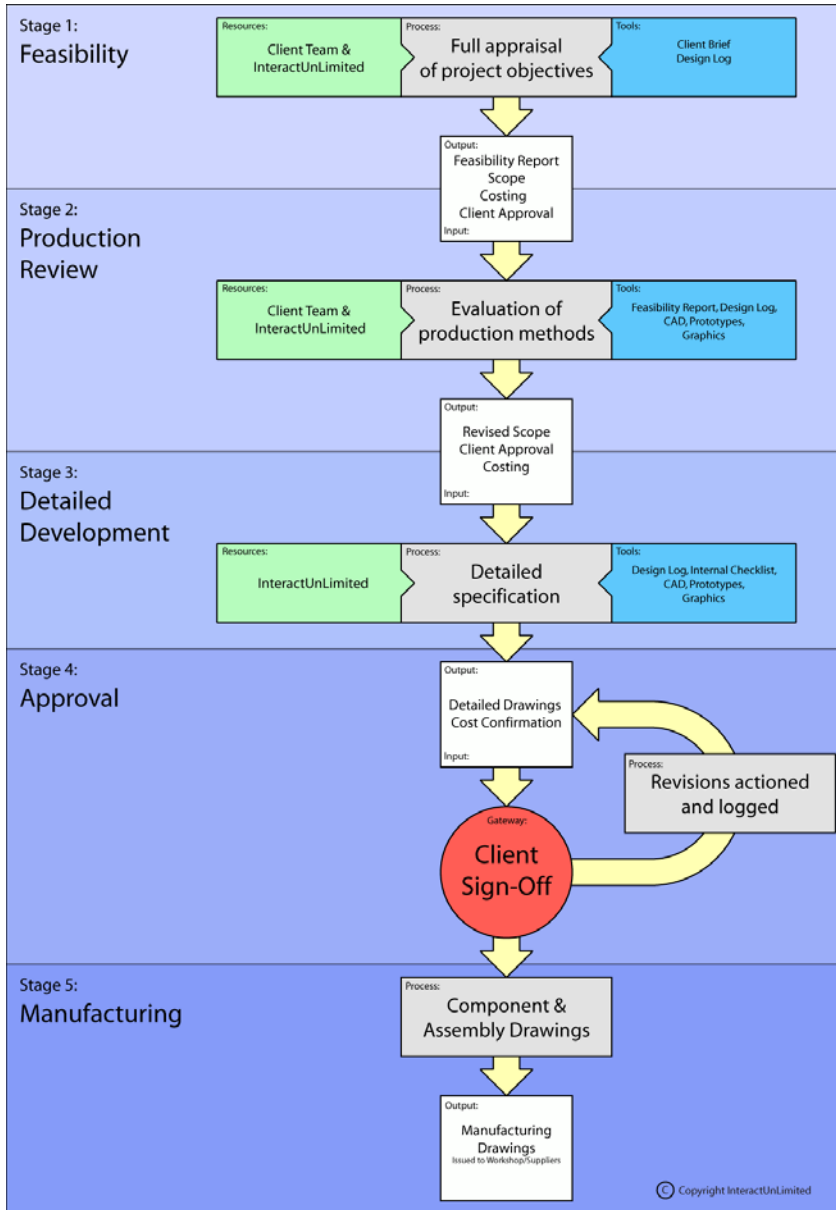 Stage 1:
Feasibility
Resources:
Client Team &
InteractUnLimited
Process:
Full appraisal
of project objectives
Tools:
Client Brief
Design Log
Output:
Feasibility Report
Scope
Costing
Client Approval
Input:
Stage 2:
Production
Review
Resources:
Client Team &
InteractUnLimited
Process:
Evaluation of
production methods
Tools:
Feasibility Report, Design Log,
CAD, Prototypes,
Graphics
Output:
Revised Scope
Client Approval
Costing
Input:
Stage 3:
Detailed
Development
Resources:
InteractUnLimited
Process:
Detailed
specification
Tools:
Design Log, Internal Checklist,
CAD, Prototypes,
Graphics
Stage 4:
Approval
Output:
Detailed Drawings
Cost Confirmation
Input:
Process:
Revisions actioned
and logged
Gateway:
Client
Sign-Off
Stage 5:
Manufacturing
Process:
Component &
Assembly Drawings
Output:
Manufacturing
Drawings
Issued to Workshop/Suppliers
© Copyright InteractUnLimited